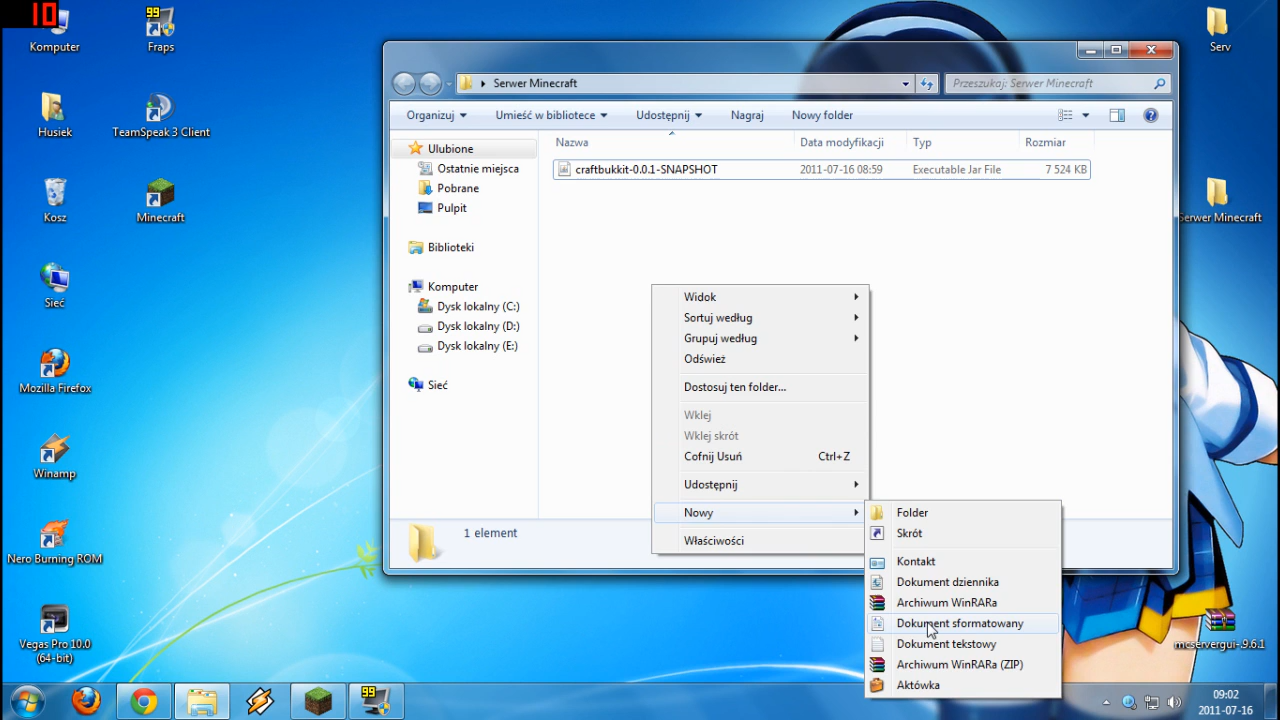 10
Komputer
99
Fraps
Husiek
TeamSpeak 3 Client
Kosz
Minecraft
Sieć
Mozilla Firefox
Winamp
Nero Burning ROM
Vegas Pro 10.0
(64-bit)
Serwer Minecraft
Przeszukaj: Serwer Minecraft
Organizuj
Umieść w bibliotece
Udostępnij
Nagraj
Nowy folder
Ulubione
Ostatnie miejsca
Pobrane
Pulpit
Biblioteki
Komputer
Dysk lokalny (C:)
Dysk lokalny (D:)
Dysk lokalny (E:)
Sieć
Nazwa
Data modyfikacji
Typ
Rozmiar
craftbukkit-0.0.1-SNAPSHOT
2011-07-16 08:59
Executable Jar File
7 524 KB
1 element
Widok
Sortuj według
Grupuj według
Odśwież
Dostosuj ten folder...
Wklej
Wklej skrót
Cofnij Usuń Ctrl+Z
Udostępnij
Nowy
Właściwości
Folder
Skrót
Kontakt
Dokument dziennika
Archiwum WinRARa
Dokument sformatowany
Dokument tekstowy
Archiwum WinRARa (ZIP)
Aktówka
Serv
Serwer Minecraft
mcservergui-.9.6.1
99
09:02
2011-07-16